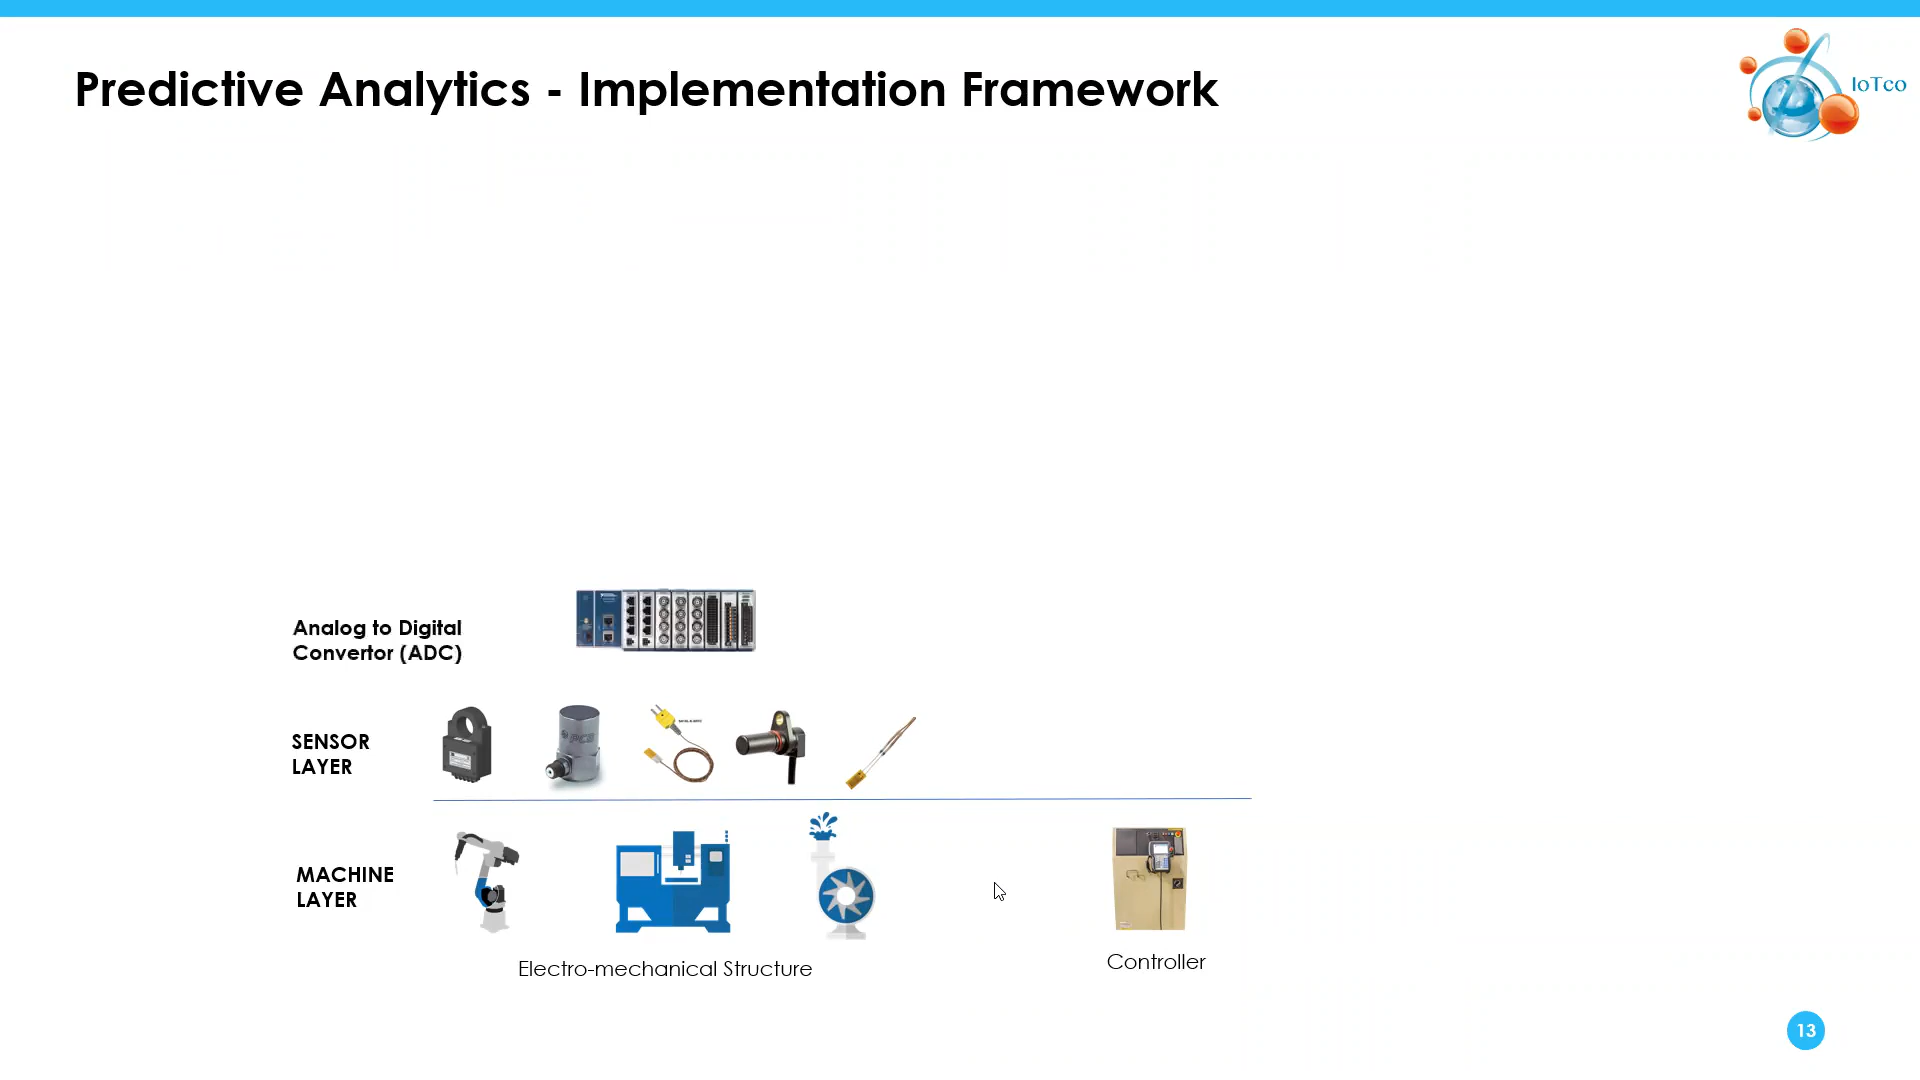 Predictive Analytics - Implementation Framework
IoTco
Analog to Digital
Convertor (ADC)
SENSOR
LAYER
PCB
MACHINE
LAYER
Electro-mechanical Structure
Controller
13